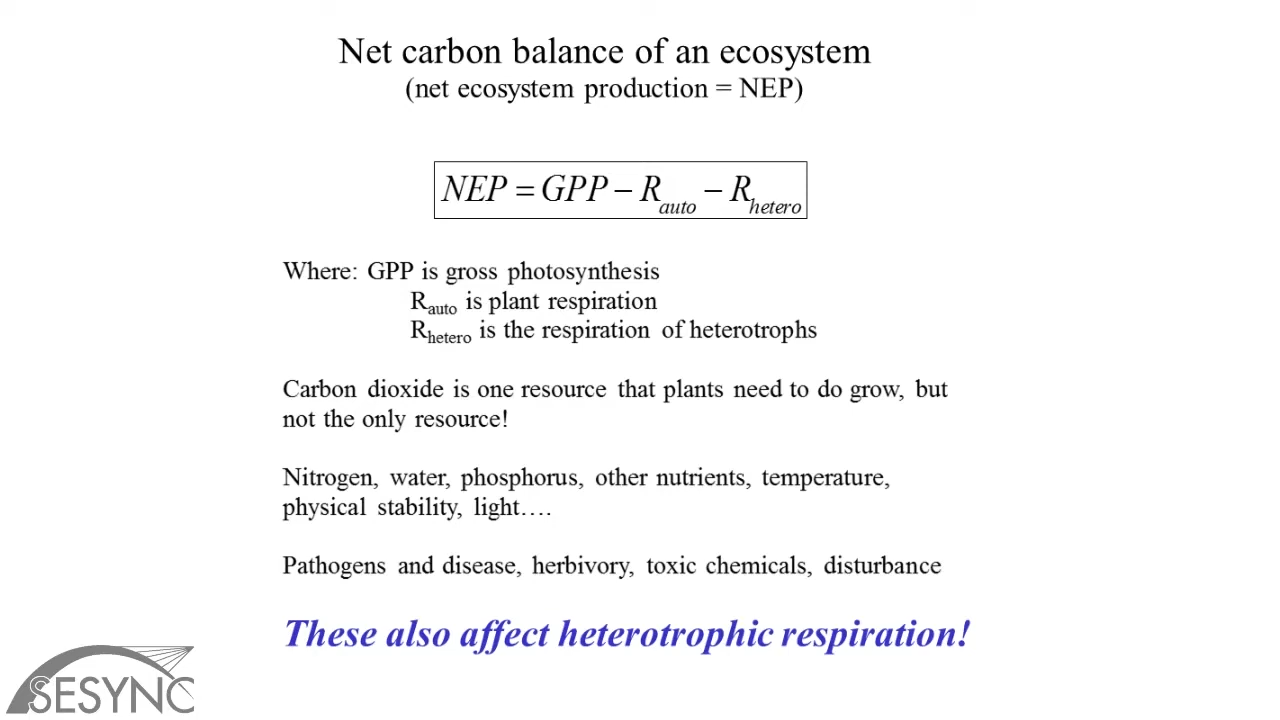 Net carbon balance of an ecosystem
(net ecosystem production = NEP)
NEP = GPP − R_auto − R_hetero
Where: GPP is gross photosynthesis
R_auto is plant respiration
R_hetero is the respiration of heterotrophs
Carbon dioxide is one resource that plants need to do grow, but
not the only resource!
Nitrogen, water, phosphorus, other nutrients, temperature,
physical stability, light….
Pathogens and disease, herbivory, toxic chemicals, disturbance
These also affect heterotrophic respiration!
SESYNC